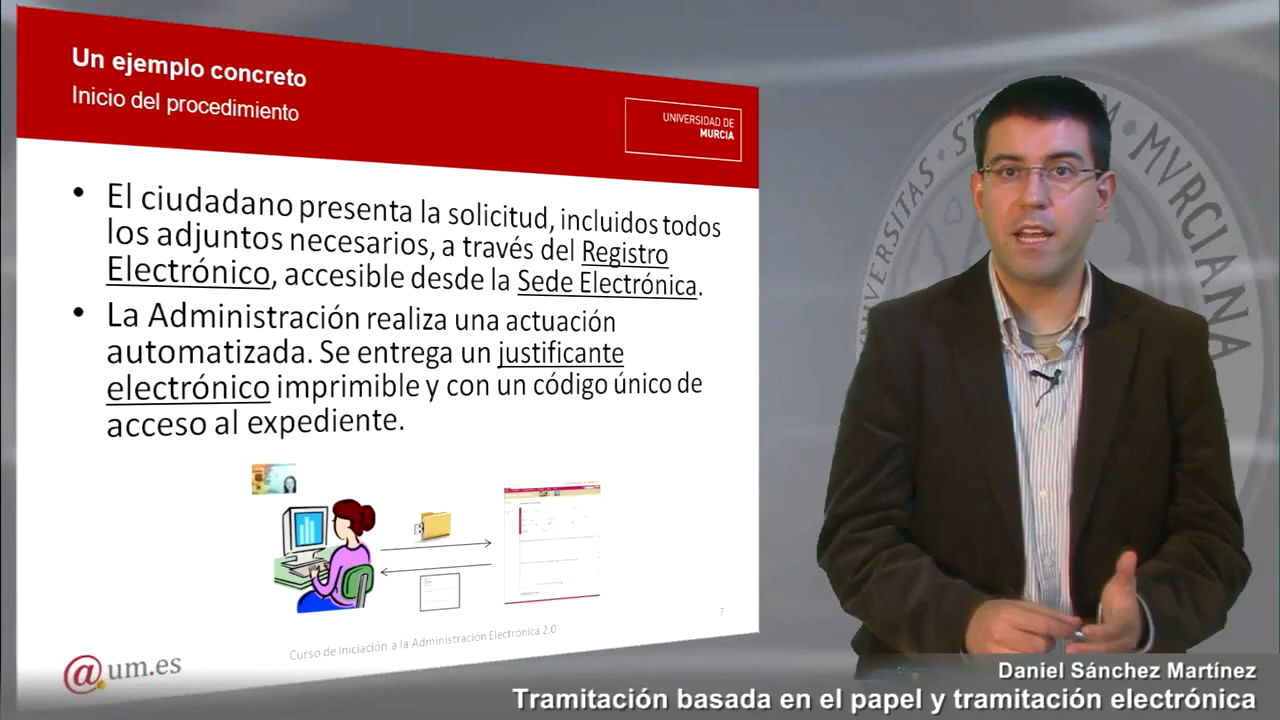 Un ejemplo concreto
Inicio del procedimiento
UNIVERSIDAD DE
MURCIA
• El ciudadano presenta la solicitud, incluidos todos
los adjuntos necesarios, a través del Registro
Electrónico, accesible desde la Sede Electrónica.
• La Administración realiza una actuación
automatizada. Se entrega un justificante
electrónico imprimible y con un código único de
acceso al expediente.
7
Curso de Iniciación a la Administración Electrónica 2.0
@um.es
MVRCIANA
Daniel Sánchez Martínez
Tramitación basada en el papel y tramitación electrónica